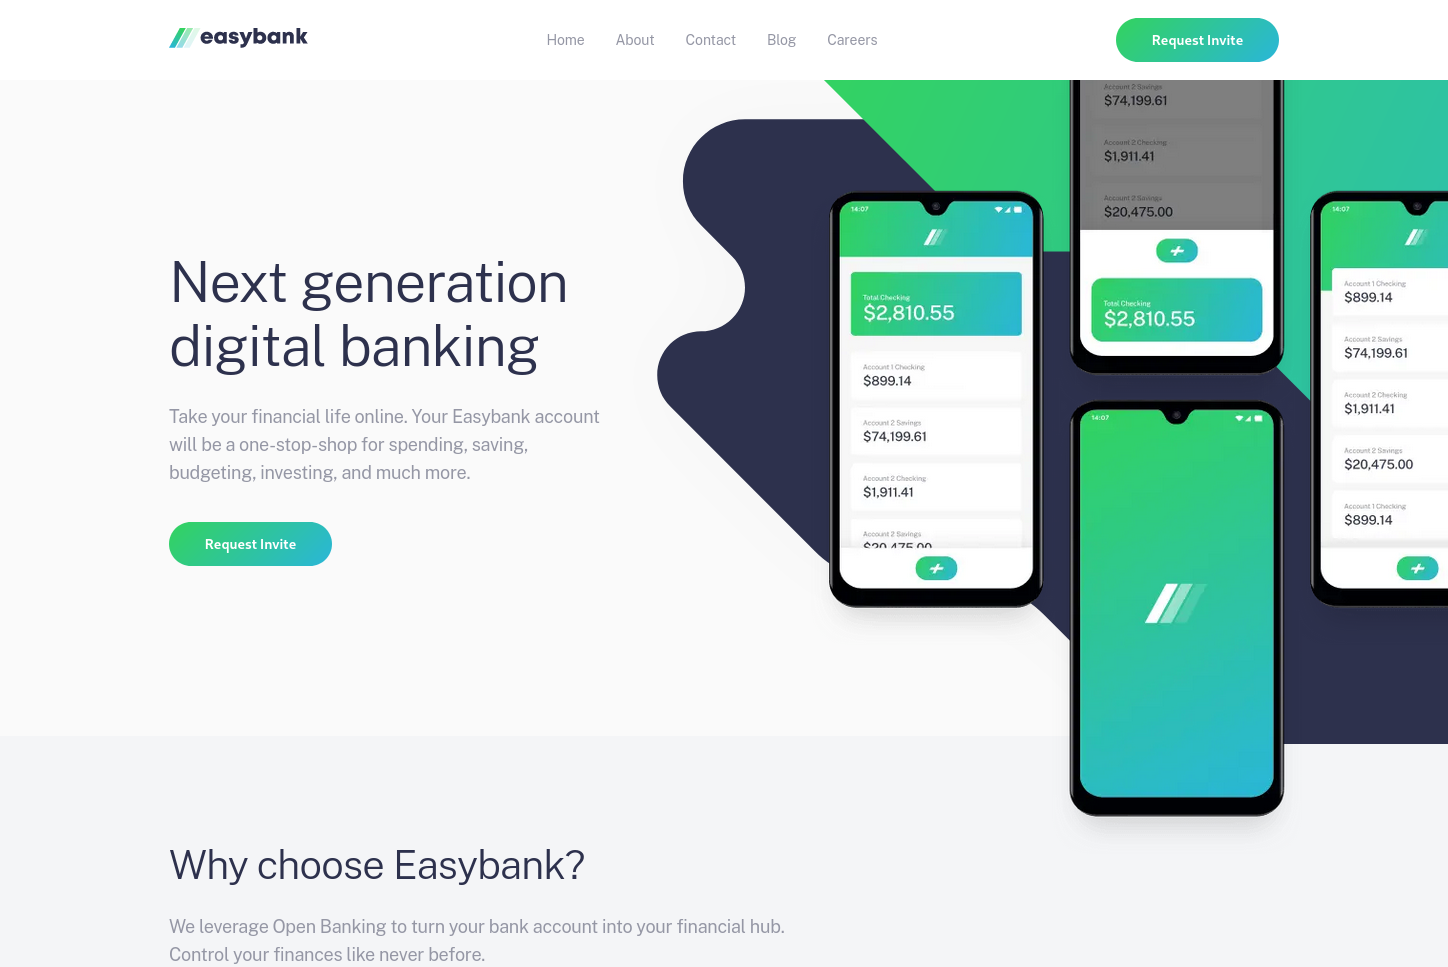 easybank
Home
About
Contact
Blog
Careers
Request Invite
Next generation
digital banking
Take your financial life online. Your Easybank account
will be a one-stop-shop for spending, saving,
budgeting, investing, and much more.
Request Invite
14:07
Total Checking
$2,810.55
Account 1 Checking
$899.14
Account 2 Savings
$74,199.61
Account 2 Checking
$1,911.41
Account 2 Savings
$20,475.00
Account 2 Savings
$74,199.61
Account 2 Checking
$1,911.41
Account 2 Savings
$20,475.00
Total Checking
$2,810.55
14:07
14:07
Account 1 Checking
$899.14
Account 2 Savings
$74,199.61
Account 2 Checking
$1,911.41
Account 2 Savings
$20,475.00
Account 1 Checking
$899.14
Why choose Easybank?
We leverage Open Banking to turn your bank account into your financial hub.
Control your finances like never before.